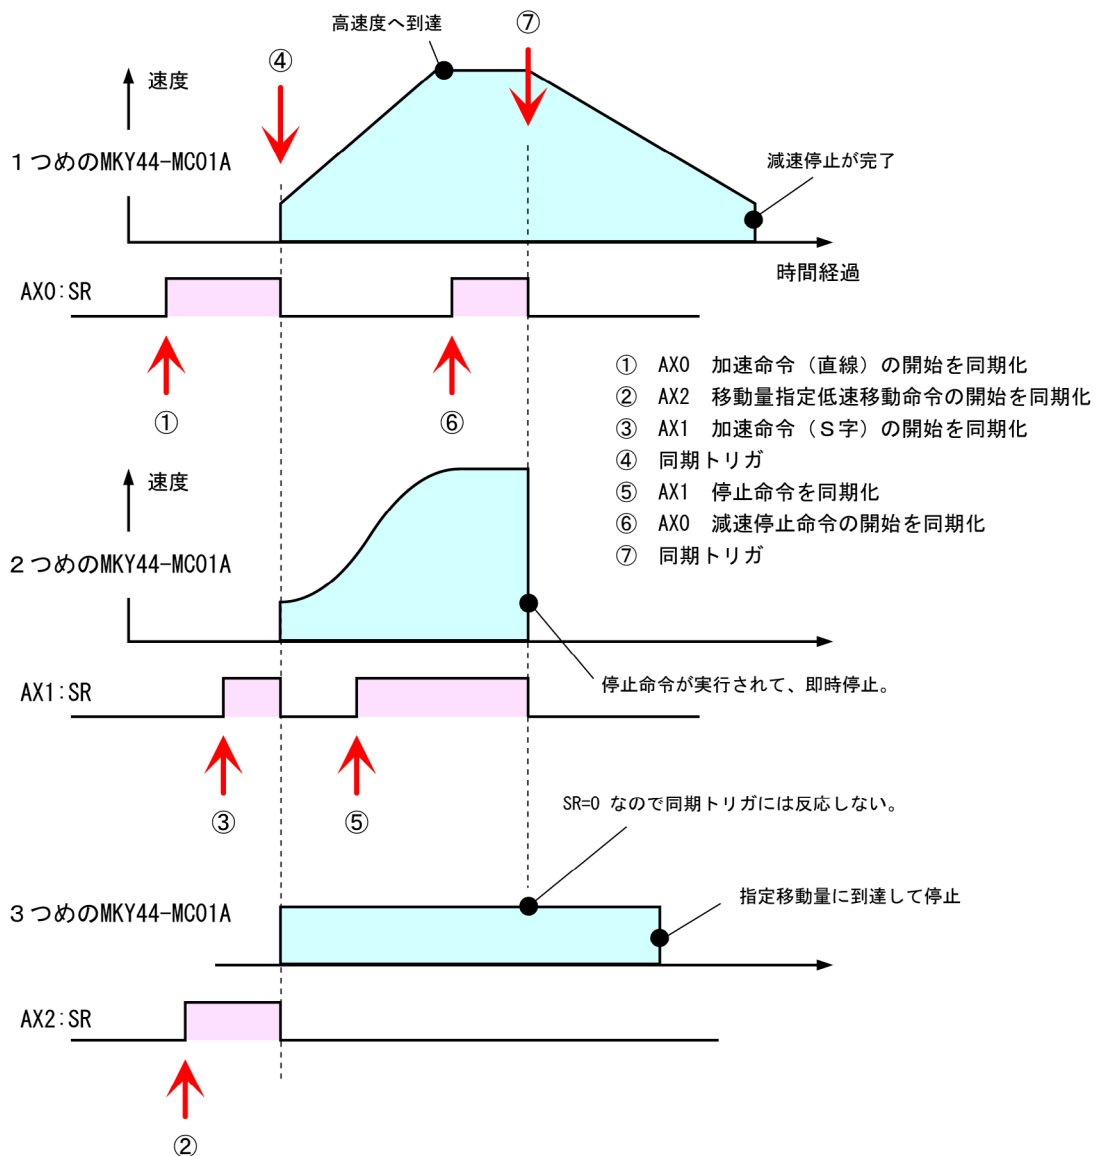 高速度へ到達
⑦
④
速度
1つめのMKY44-MC01A
減速停止が完了
時間経過
AX0:SR
①
⑥
① AX0 加速命令（直線）の開始を同期化
② AX2 移動量指定低速移動命令の開始を同期化
③ AX1 加速命令（S字）の開始を同期化
④ 同期トリガ
⑤ AX1 停止命令を同期化
⑥ AX0 減速停止命令の開始を同期化
⑦ 同期トリガ
速度
2つめのMKY44-MC01A
停止命令が実行されて、即時停止。
AX1:SR
③
⑤
SR=0 なので同期トリガには反応しない。
3つめのMKY44-MC01A
指定移動量に到達して停止
AX2:SR
②